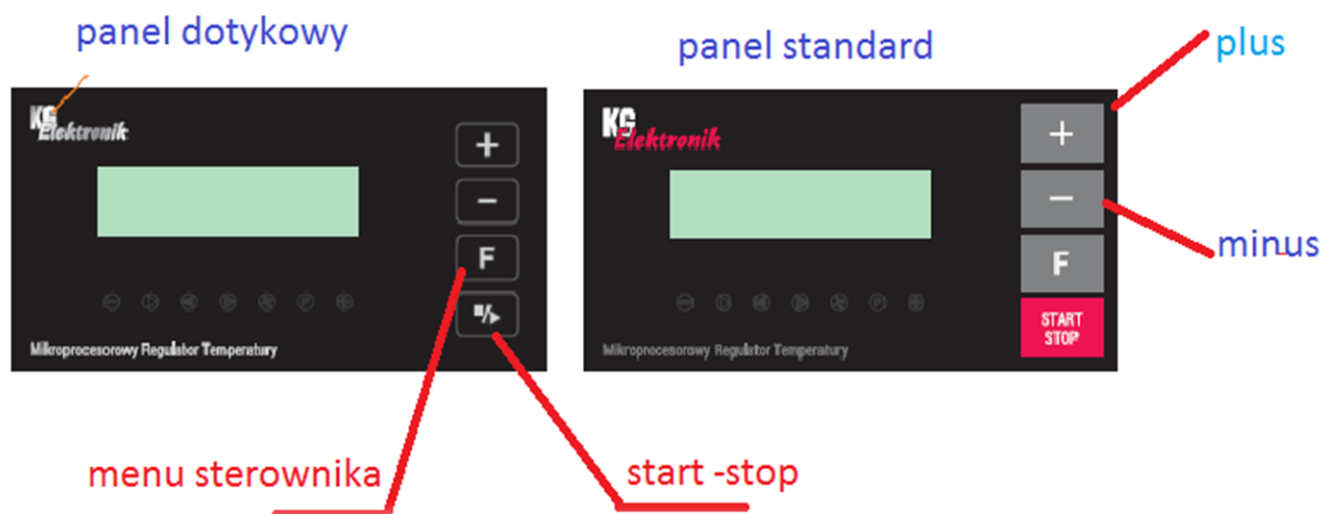 panel dotykowy
panel standard
plus
KG
Elektronik
+
−
F
■/▶
Mikroprocesorowy Regulator Temperatury
KG
Elektronik
+
−
F
START
STOP
Mikroprocesorowy Regulator Temperatury
minus
menu sterownika
start -stop